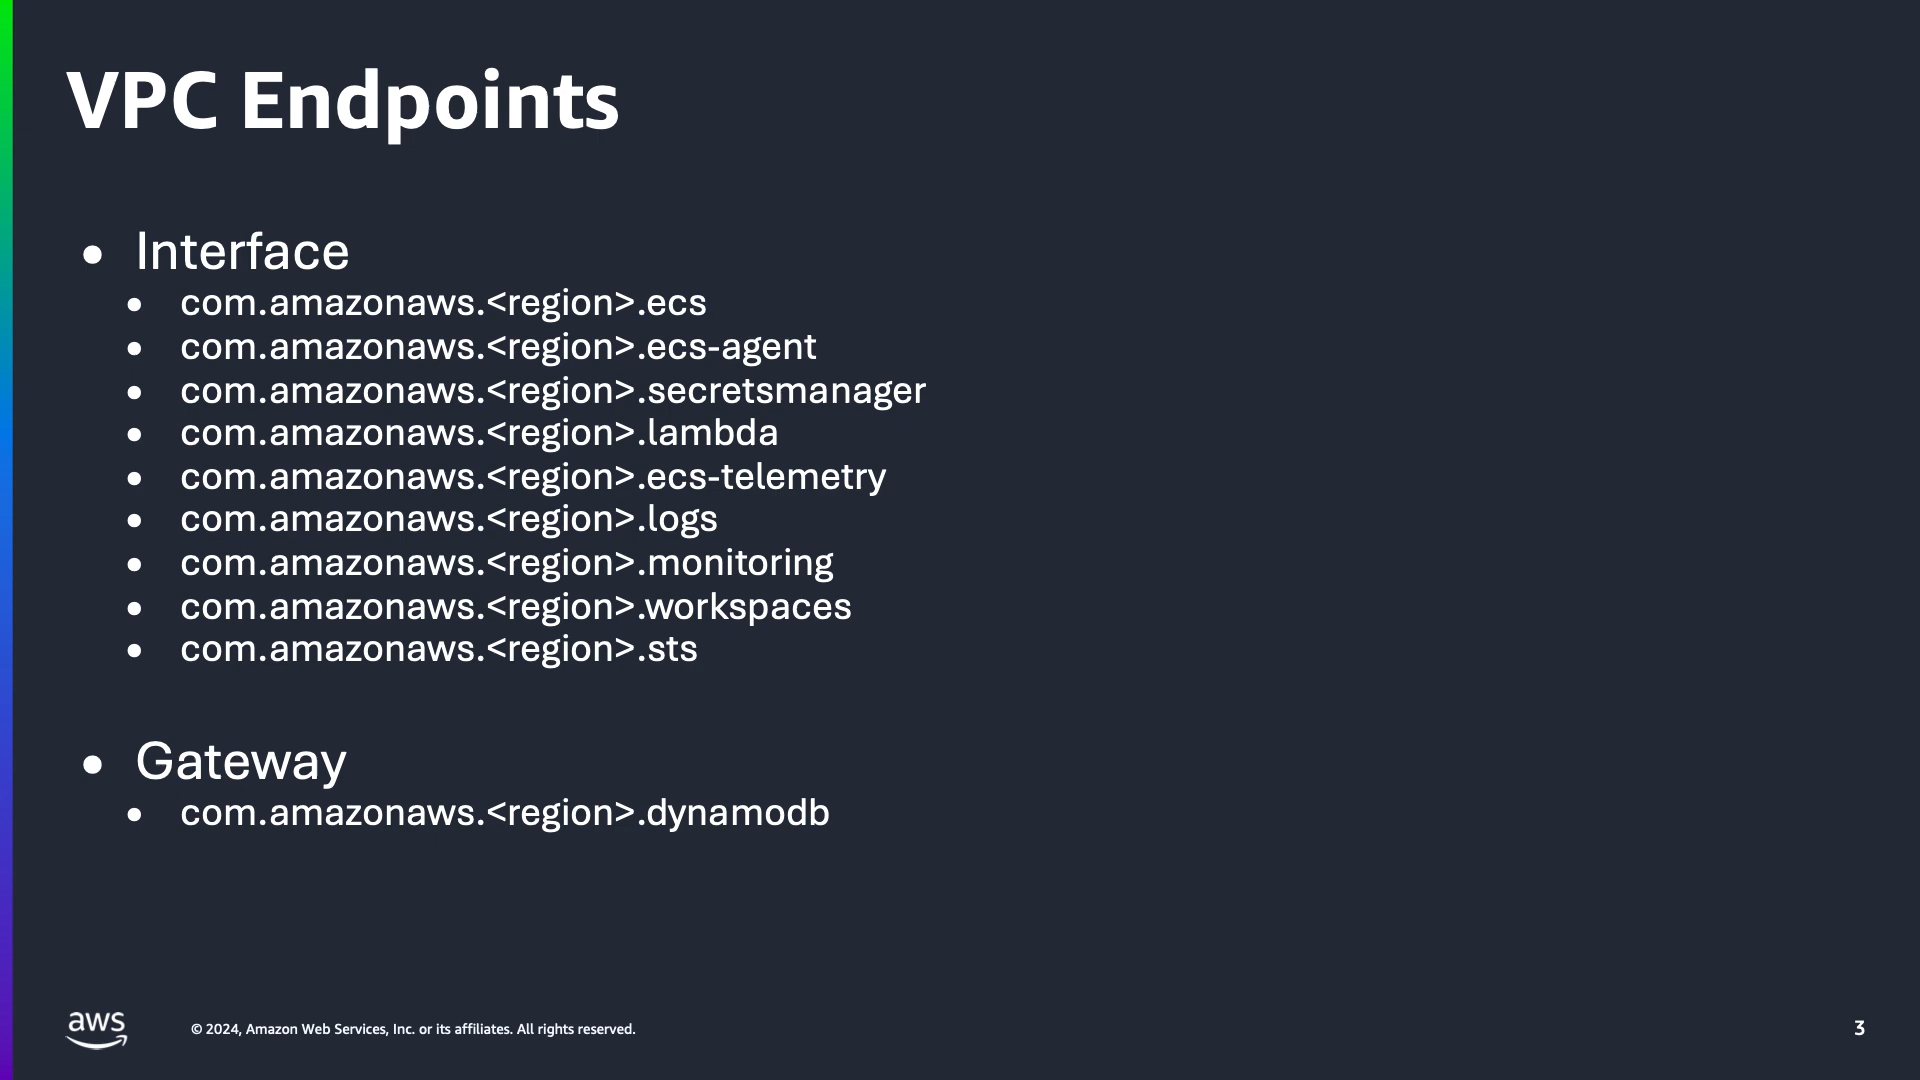 VPC Endpoints
• Interface
• com.amazonaws.<region>.ecs
• com.amazonaws.<region>.ecs-agent
• com.amazonaws.<region>.secretsmanager
• com.amazonaws.<region>.lambda
• com.amazonaws.<region>.ecs-telemetry
• com.amazonaws.<region>.logs
• com.amazonaws.<region>.monitoring
• com.amazonaws.<region>.workspaces
• com.amazonaws.<region>.sts
• Gateway
• com.amazonaws.<region>.dynamodb
aws
© 2024, Amazon Web Services, Inc. or its affiliates. All rights reserved.
3